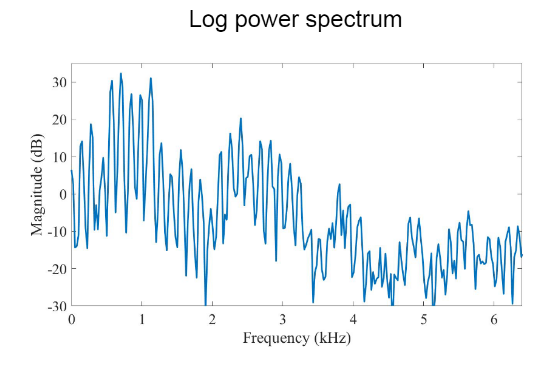 Log power spectrum
30
20
10
0
-10
-20
-30
Magnitude (dB)
0 1 2 3 4 5 6
Frequency (kHz)